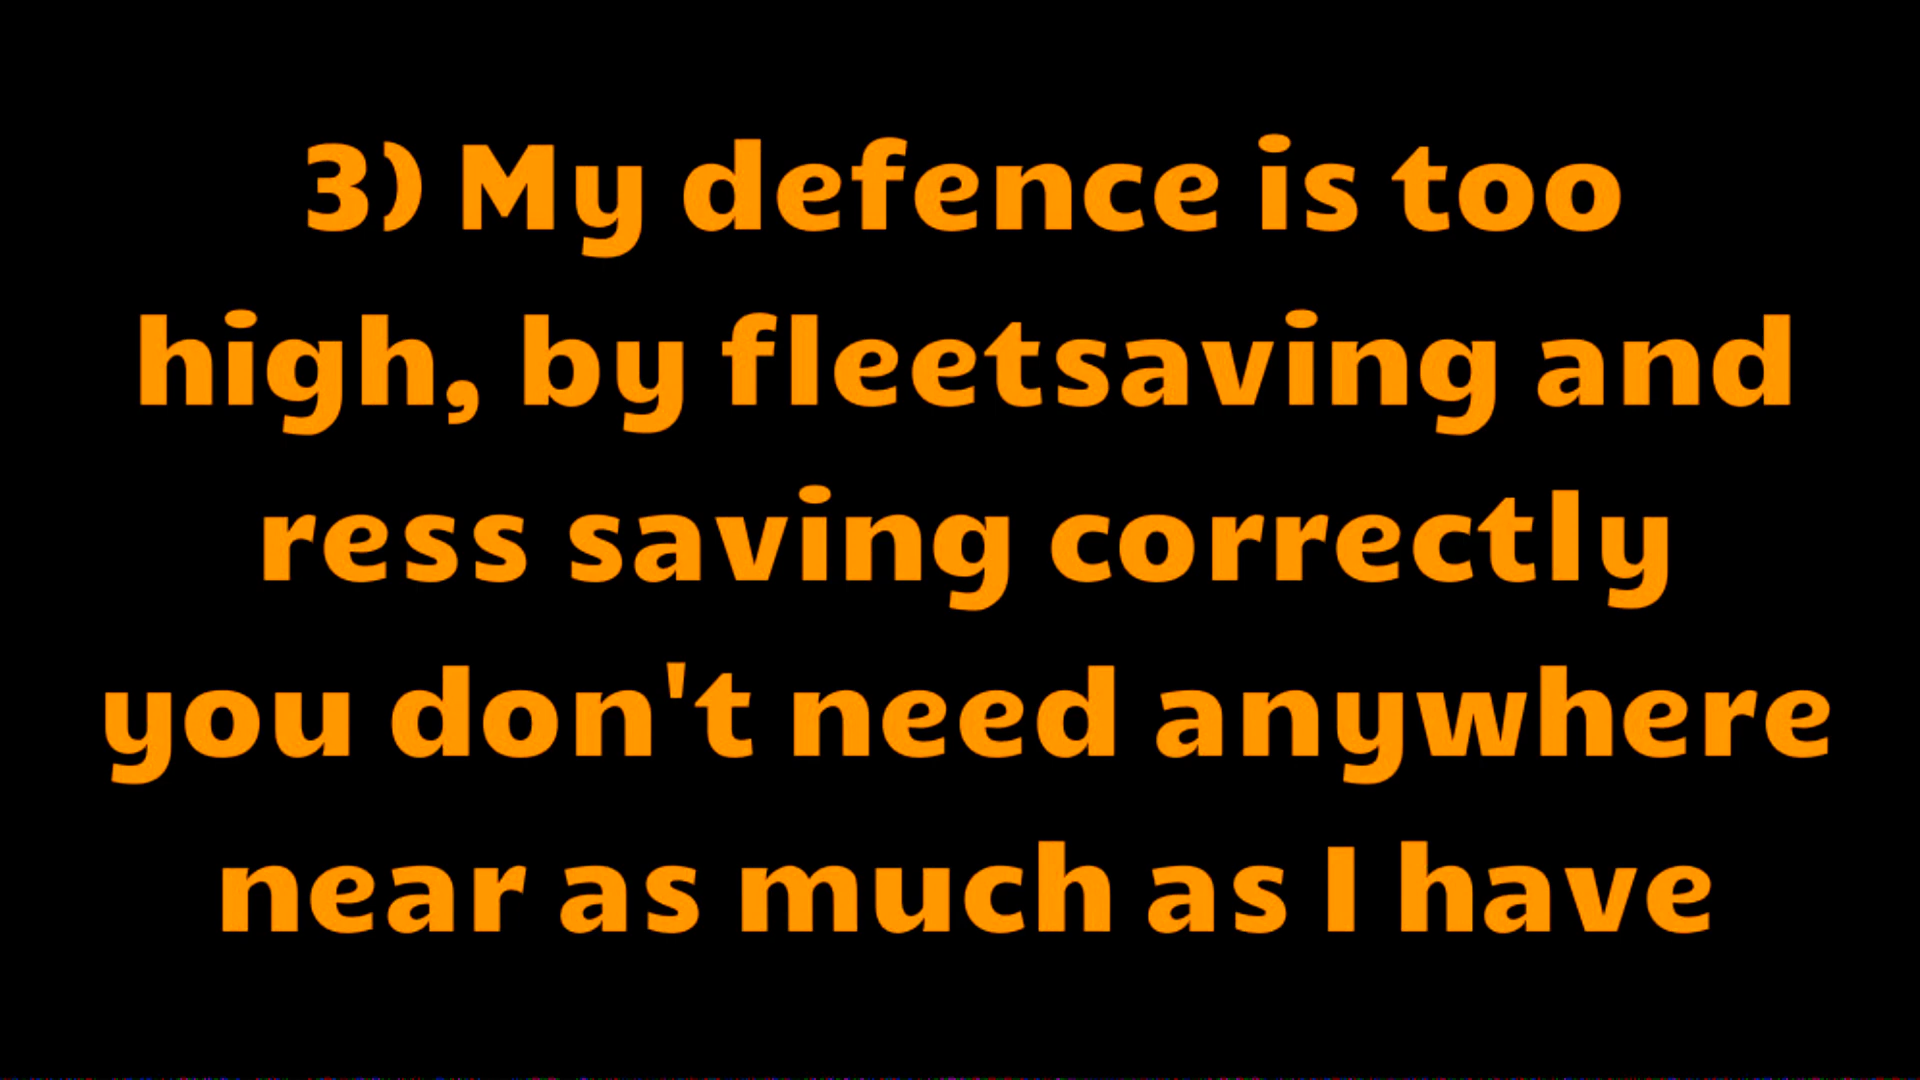 3) My defence is too
high, by fleetsaving and
ress saving correctly
you don't need anywhere
near as much as I have